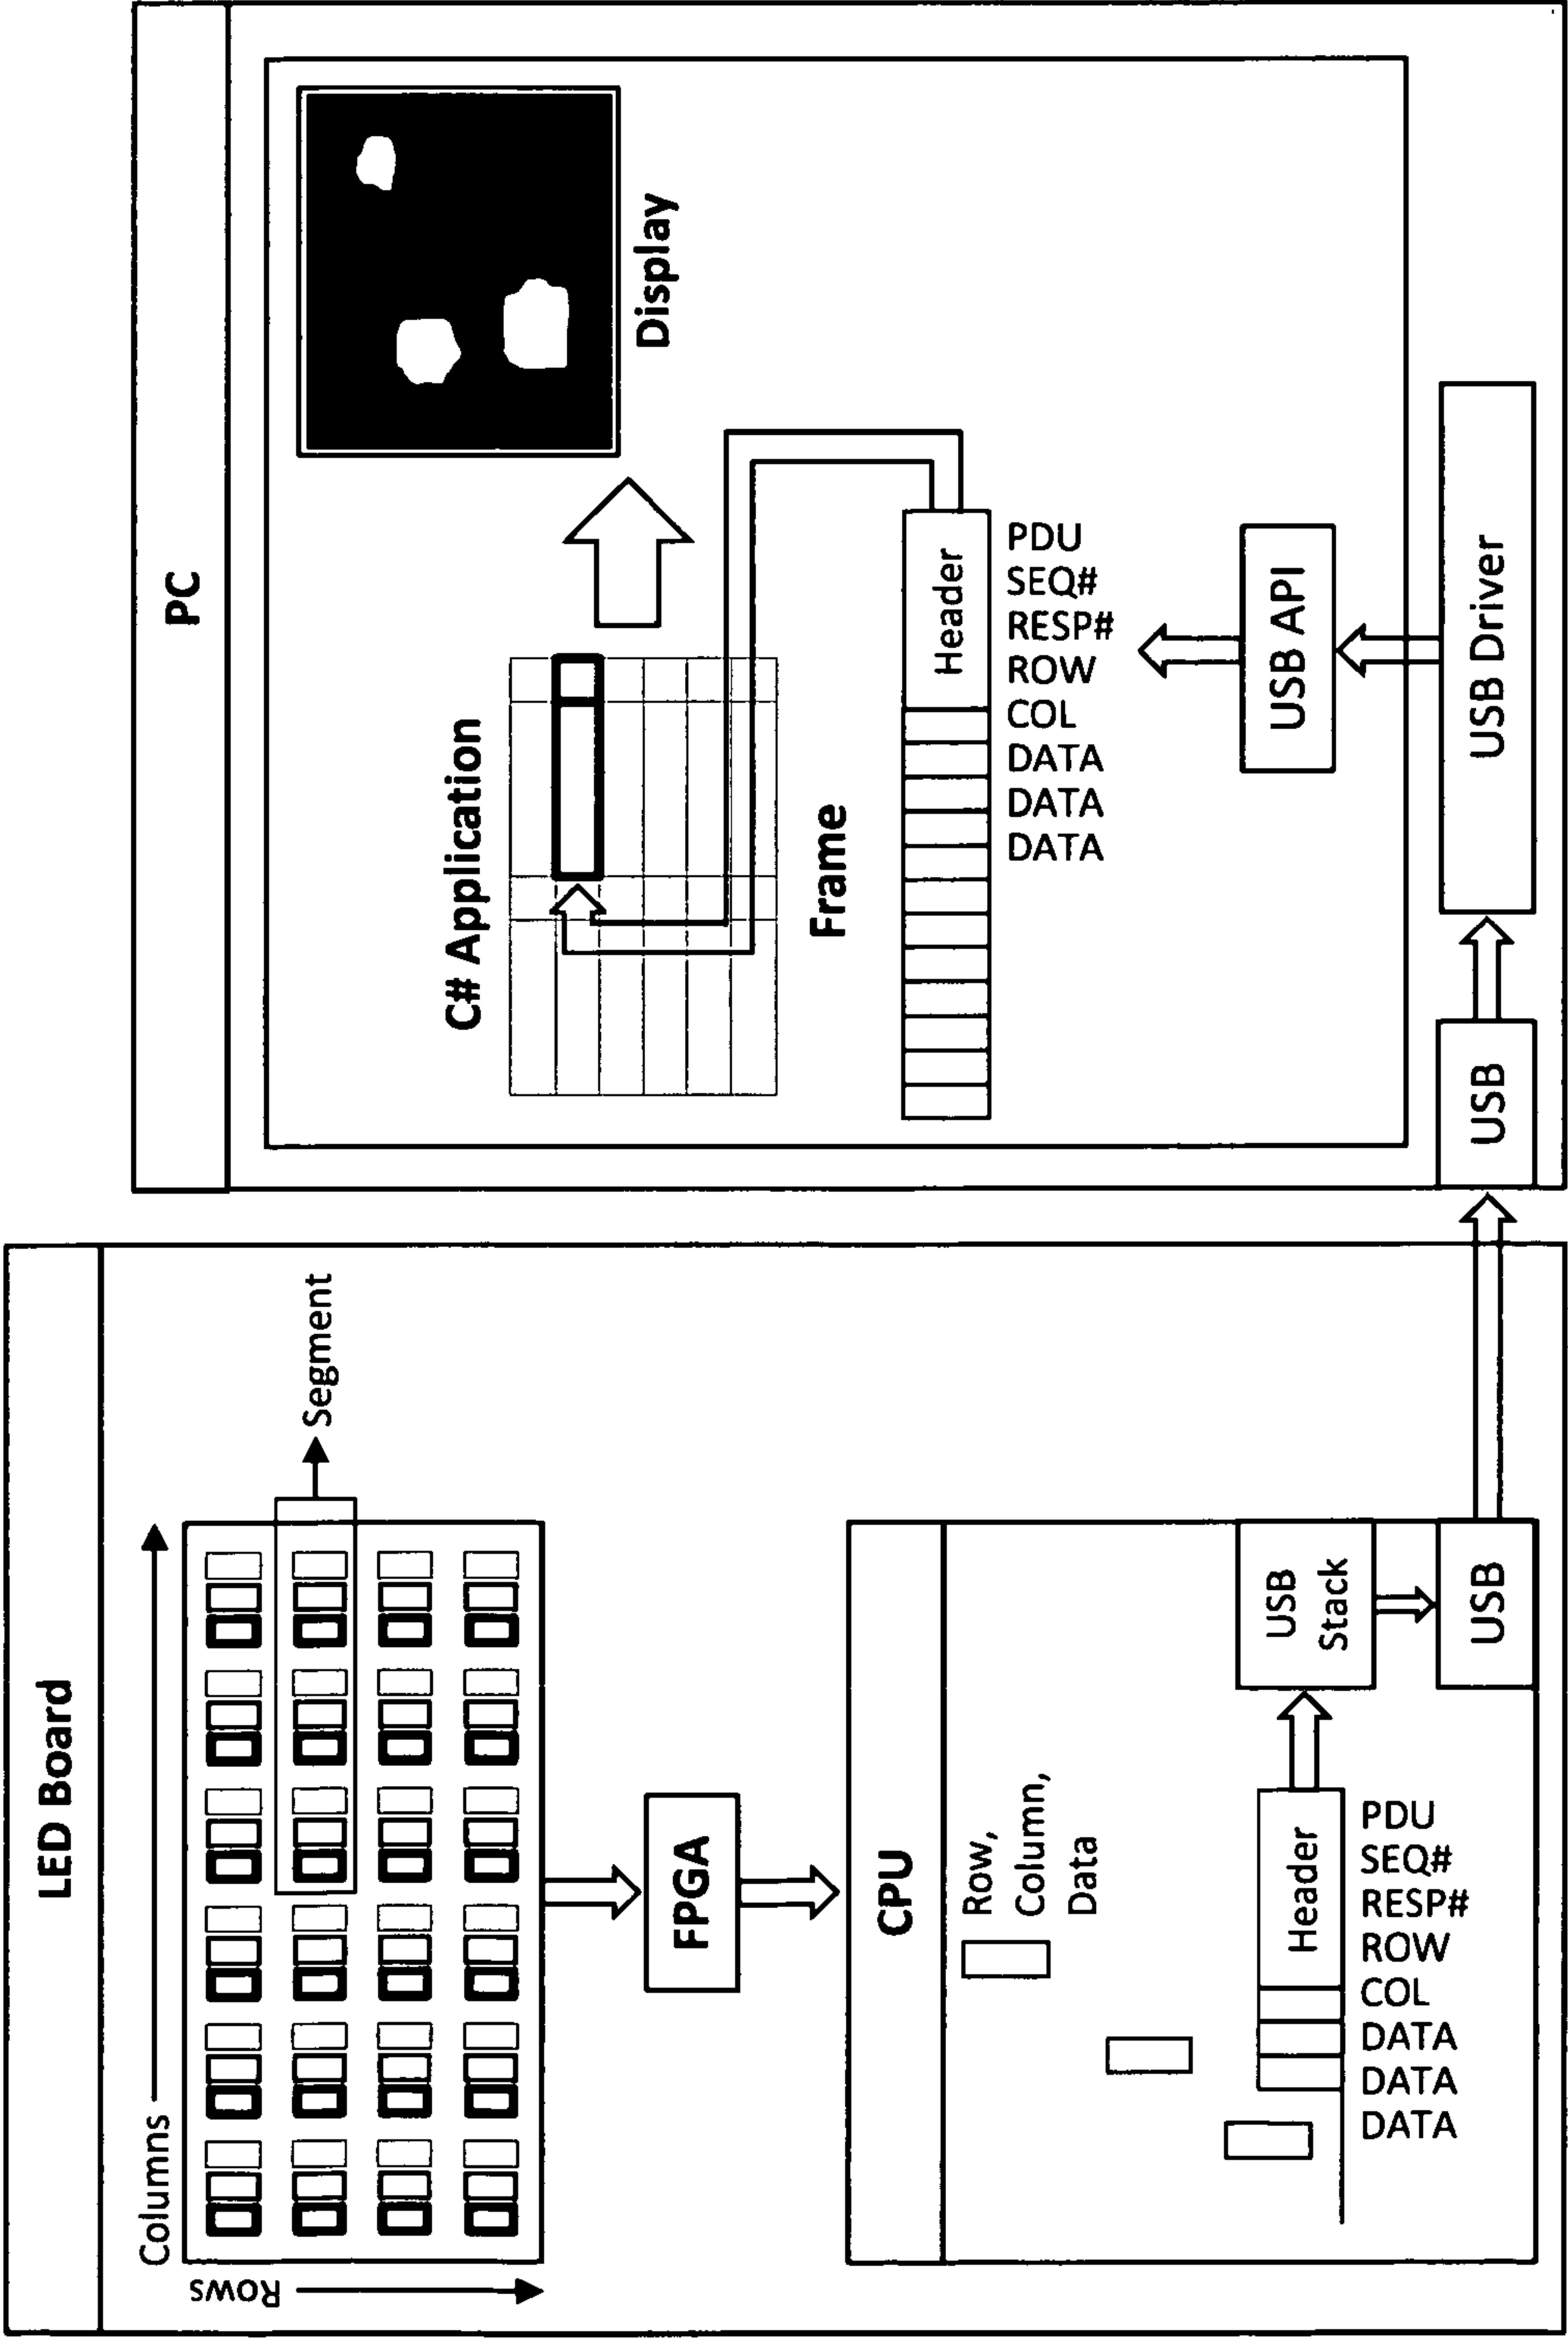 LED Board
Columns
Rows
Segment
FPGA
CPU
Row,
Column,
Data
Header
PDU
SEQ#
RESP#
ROW
COL
DATA
DATA
DATA
USB
Stack
USB
PC
C# Application
Display
Frame
Header
PDU
SEQ#
RESP#
ROW
COL
DATA
DATA
DATA
USB API
USB Driver
USB